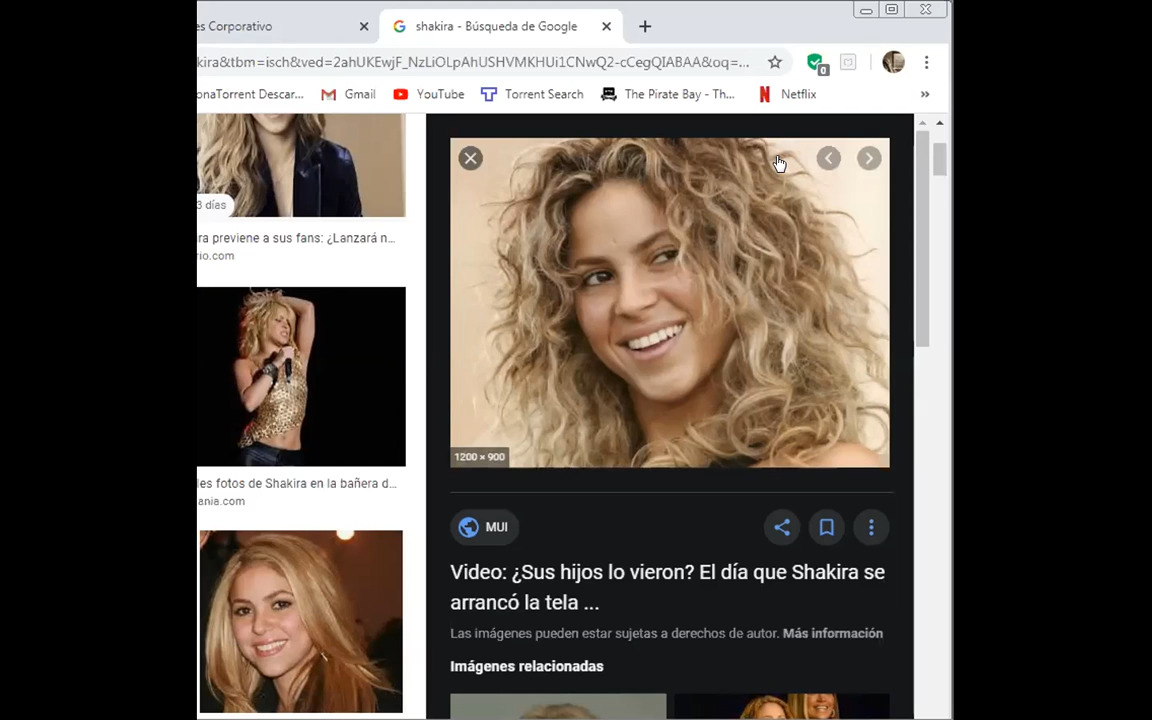 es Corporativo
shakira - Búsqueda de Google
kira&tbm=isch&ved=2ahUKEwjF_NzLiOLpAhUSHVMKHUi1CNwQ2-cCegQIABAA&oq=...
0
onaTorrent Descar...
Gmail
YouTube
Torrent Search
The Pirate Bay - Th...
Netflix
»
3 días
ra previene a sus fans: ¿Lanzará n...
rio.com
les fotos de Shakira en la bañera d...
ania.com
1200 × 900
MUI
Video: ¿Sus hijos lo vieron? El día que Shakira se
arrancó la tela ...
Las imágenes pueden estar sujetas a derechos de autor. Más información
Imágenes relacionadas